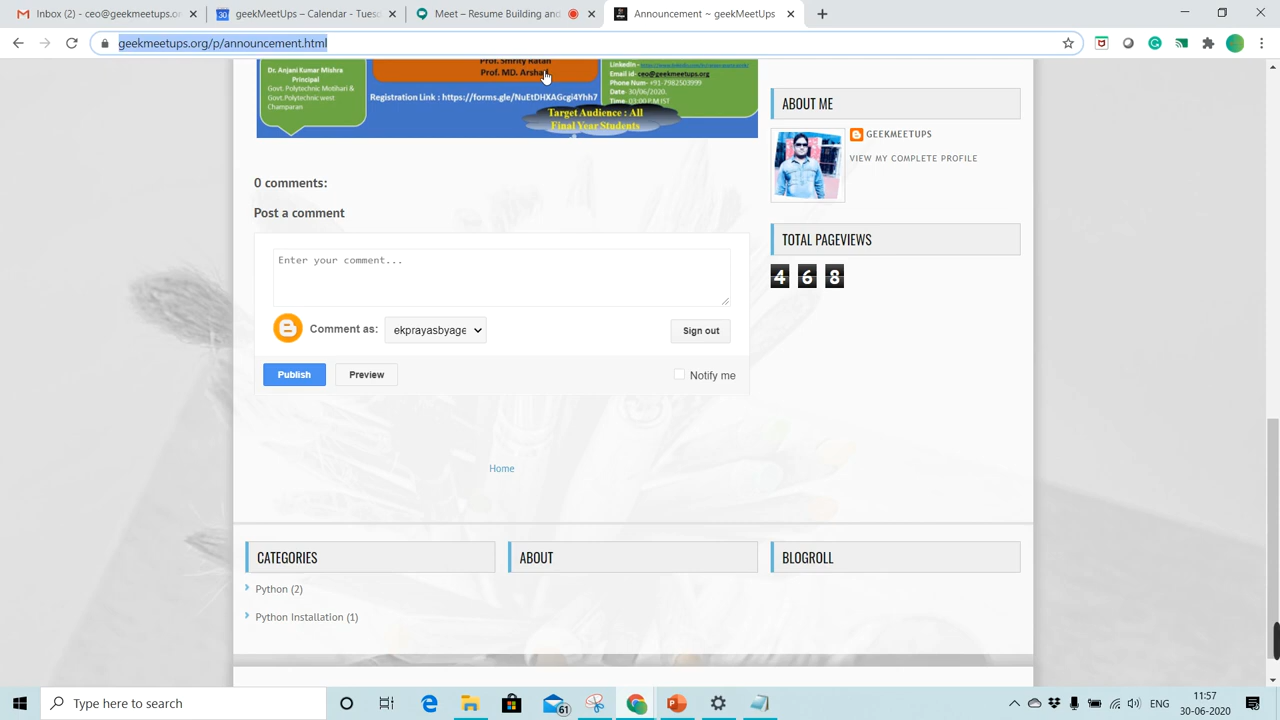 Inbox (2) - ceo@geekmeetups.c
geekmeetups.org – Calendar
Meet – Resume Building and
Announcement ~ geekMeetUps
geekmeetups.org/p/announcement.html
Dr. Anjani Kumar Mishra
Principal
Govt. Polytechnic Motihari &
Govt.Polytechnic west
Champaran
Prof. Smrity Ratan
Prof. MD. Arshad
Registration Link : https://forms.gle/NuEtDHXAGcgi4Yhh7
Email id- ceo@geekmeetups.org
Phone Num- +91-7982503999
Date- 30/06/2020.
Time- 03:00 P.M IST
Target Audience : All
Final Year Students
ABOUT ME
GEEKMEETUPS
VIEW MY COMPLETE PROFILE
0 comments:
Post a comment
Enter your comment...
Comment as:
ekprayasbyage
Sign out
Publish
Preview
Notify me
TOTAL PAGEVIEWS
4 6 8
Home
CATEGORIES
ABOUT
BLOGROLL
Python (2)
Python Installation (1)
Type here to search
61
ENG
11:57
30-06-2020